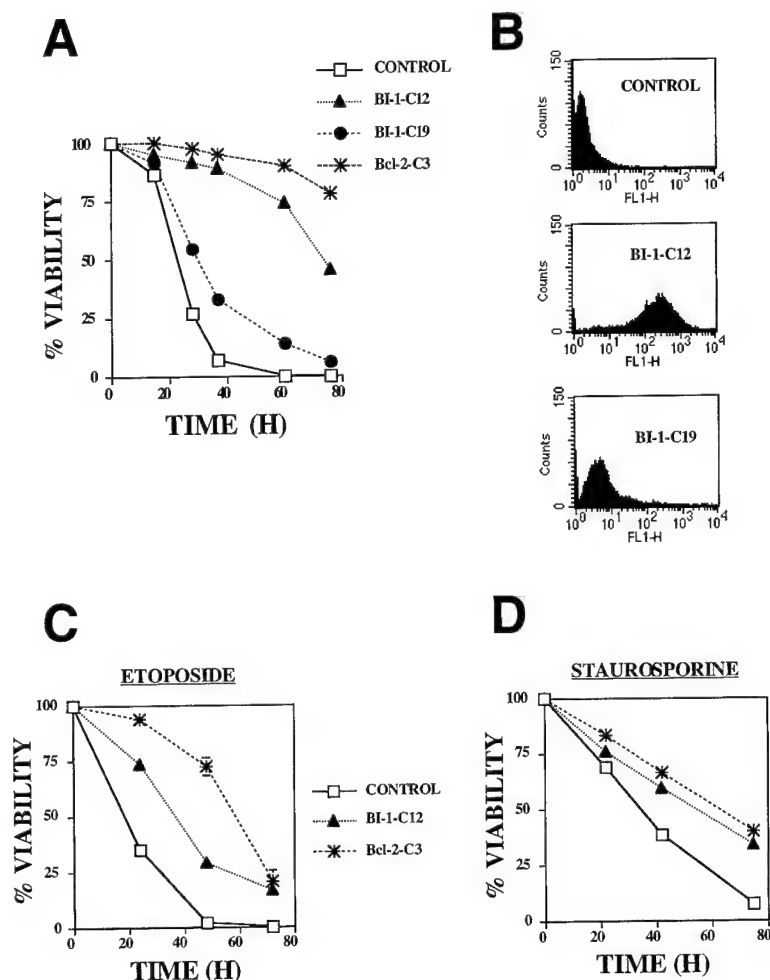 A
CONTROL
BI-1-C12
BI-1-C19
Bcl-2-C3
% VIABILITY
100
75
50
25
0
0 20 40 60 80
TIME (H)
B
CONTROL
Counts
150
0
10^0 10^1 10^2 10^3 10^4
FL1-H
BI-1-C12
Counts
150
0
10^0 10^1 10^2 10^3 10^4
FL1-H
BI-1-C19
Counts
150
0
10^0 10^1 10^2 10^3 10^4
FL1-H
C
ETOPOSIDE
% VIABILITY
100
75
50
25
0
0 20 40 60 80
TIME (H)
CONTROL
BI-1-C12
Bcl-2-C3
D
STAUROSPORINE
% VIABILITY
100
75
50
25
0
0 20 40 60 80
TIME (H)